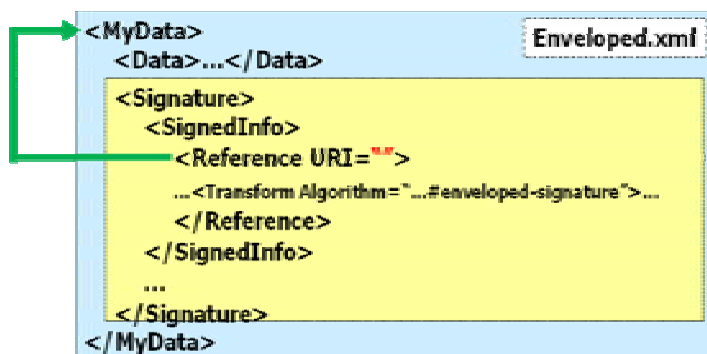 <MyData>
Enveloped.xml
<Data>...</Data>
<Signature>
<SignedInfo>
<Reference URI="">
...<Transform Algorithm="...#enveloped-signature">...
</Reference>
</SignedInfo>
...
</Signature>
</MyData>